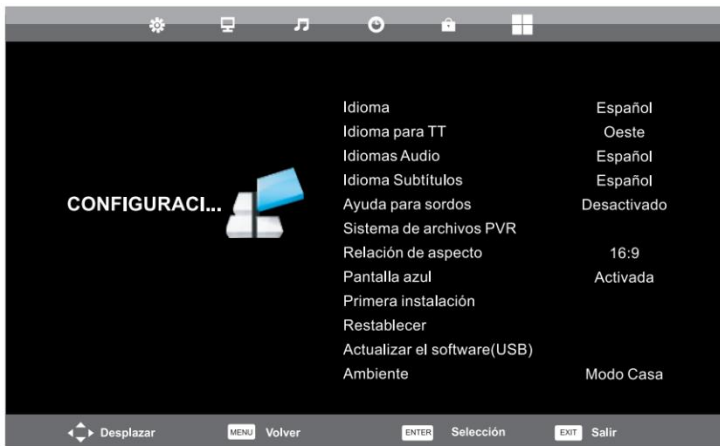 Idioma Español
Idioma para TT Oeste
Idiomas Audio Español
Idioma Subtítulos Español
CONFIGURACI...
Ayuda para sordos Desactivado
Sistema de archivos PVR
Relación de aspecto 16:9
Pantalla azul Activada
Primera instalación
Restablecer
Actualizar el software(USB)
Ambiente Modo Casa
Desplazar MENU Volver ENTER Selección EXIT Salir